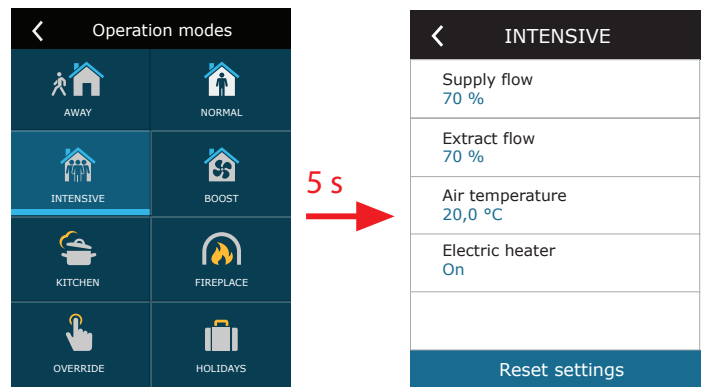 Operation modes
AWAY
NORMAL
INTENSIVE
BOOST
KITCHEN
FIREPLACE
OVERRIDE
HOLIDAYS
5 s
INTENSIVE
Supply flow
70 %
Extract flow
70 %
Air temperature
20,0 °C
Electric heater
On
Reset settings